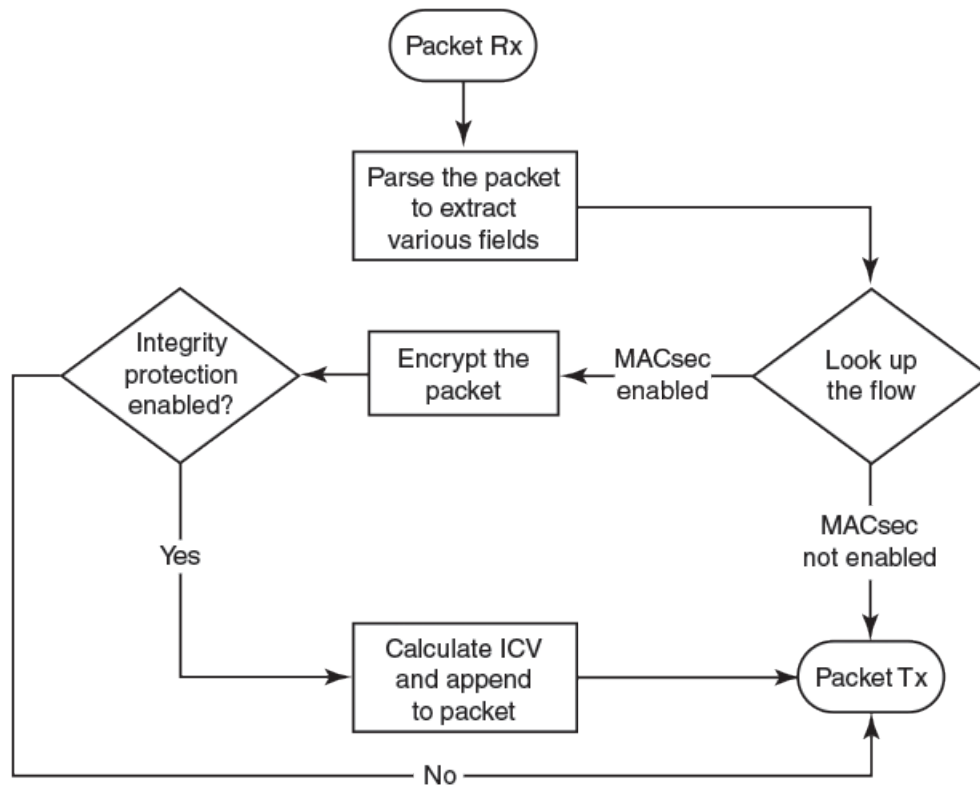 Packet Rx
Parse the packet
to extract
various fields
Look up
the flow
MACsec
enabled
Encrypt the
packet
Integrity
protection
enabled?
MACsec
not enabled
Yes
Calculate ICV
and append
to packet
Packet Tx
No